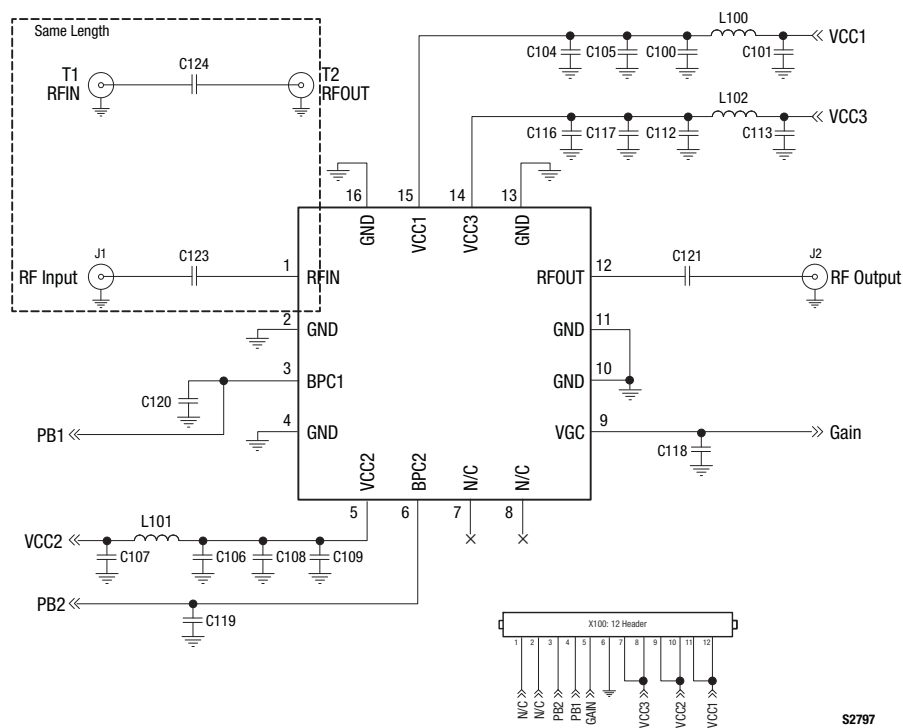 Same Length
T1
RFIN
C124
T2
RFOUT
L100
VCC1
C104
C105
C100
C101
L102
VCC3
C116
C117
C112
C113
16
15
14
13
GND
VCC1
VCC3
GND
RF Input
J1
C123
1
RFIN
RFOUT
12
C121
J2
RF Output
2
GND
GND
11
3
BPC1
GND
10
C120
PB1
4
GND
VGC
9
Gain
C118
VCC2
BPC2
N/C
N/C
5
6
7
8
VCC2
L101
C107
C106
C108
C109
PB2
C119
X100: 12 Header
1 2 3 4 5 6 7 8 9 10 11 12
N/C
N/C
PB2
PB1
GAIN
VCC3
VCC2
VCC1
S2797